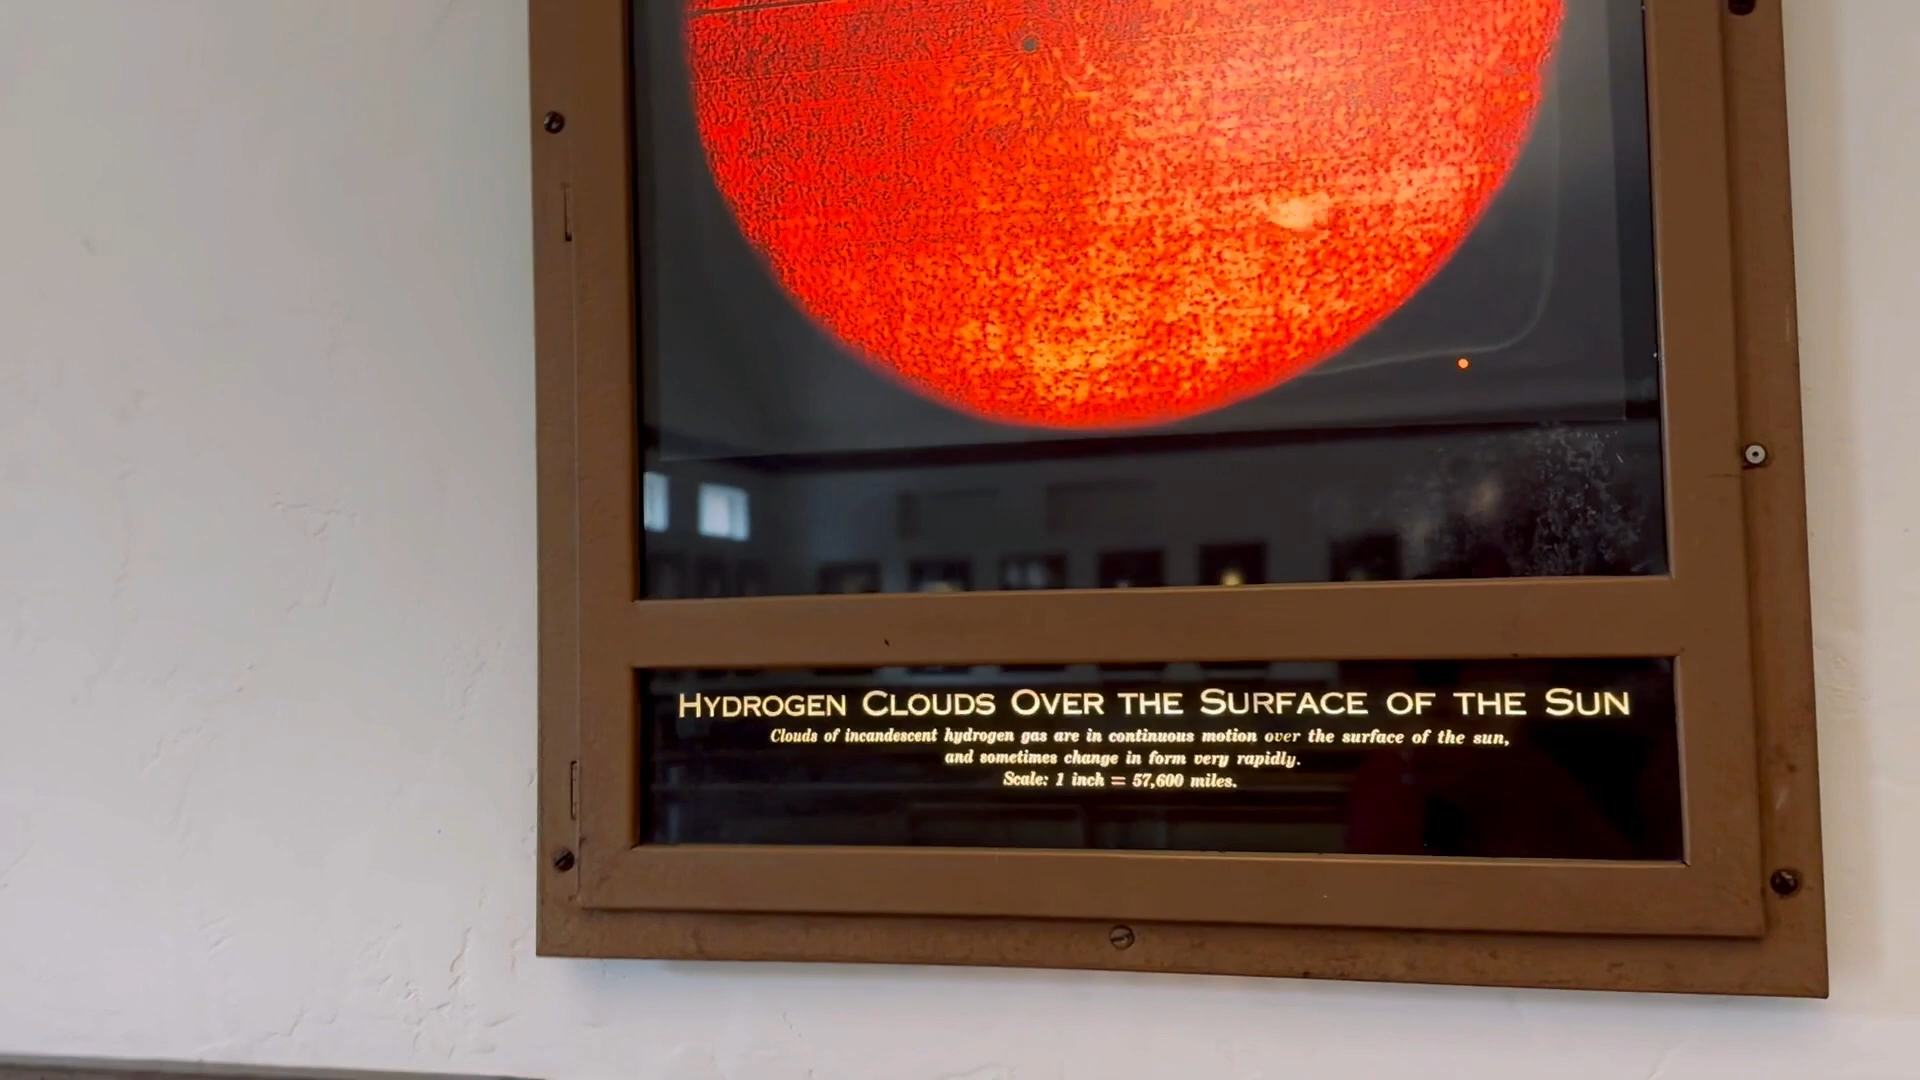 Hydrogen Clouds Over the Surface of the Sun
Clouds of incandescent hydrogen gas are in continuous motion over the surface of the sun,
and sometimes change in form very rapidly.
Scale: 1 inch = 57,600 miles.